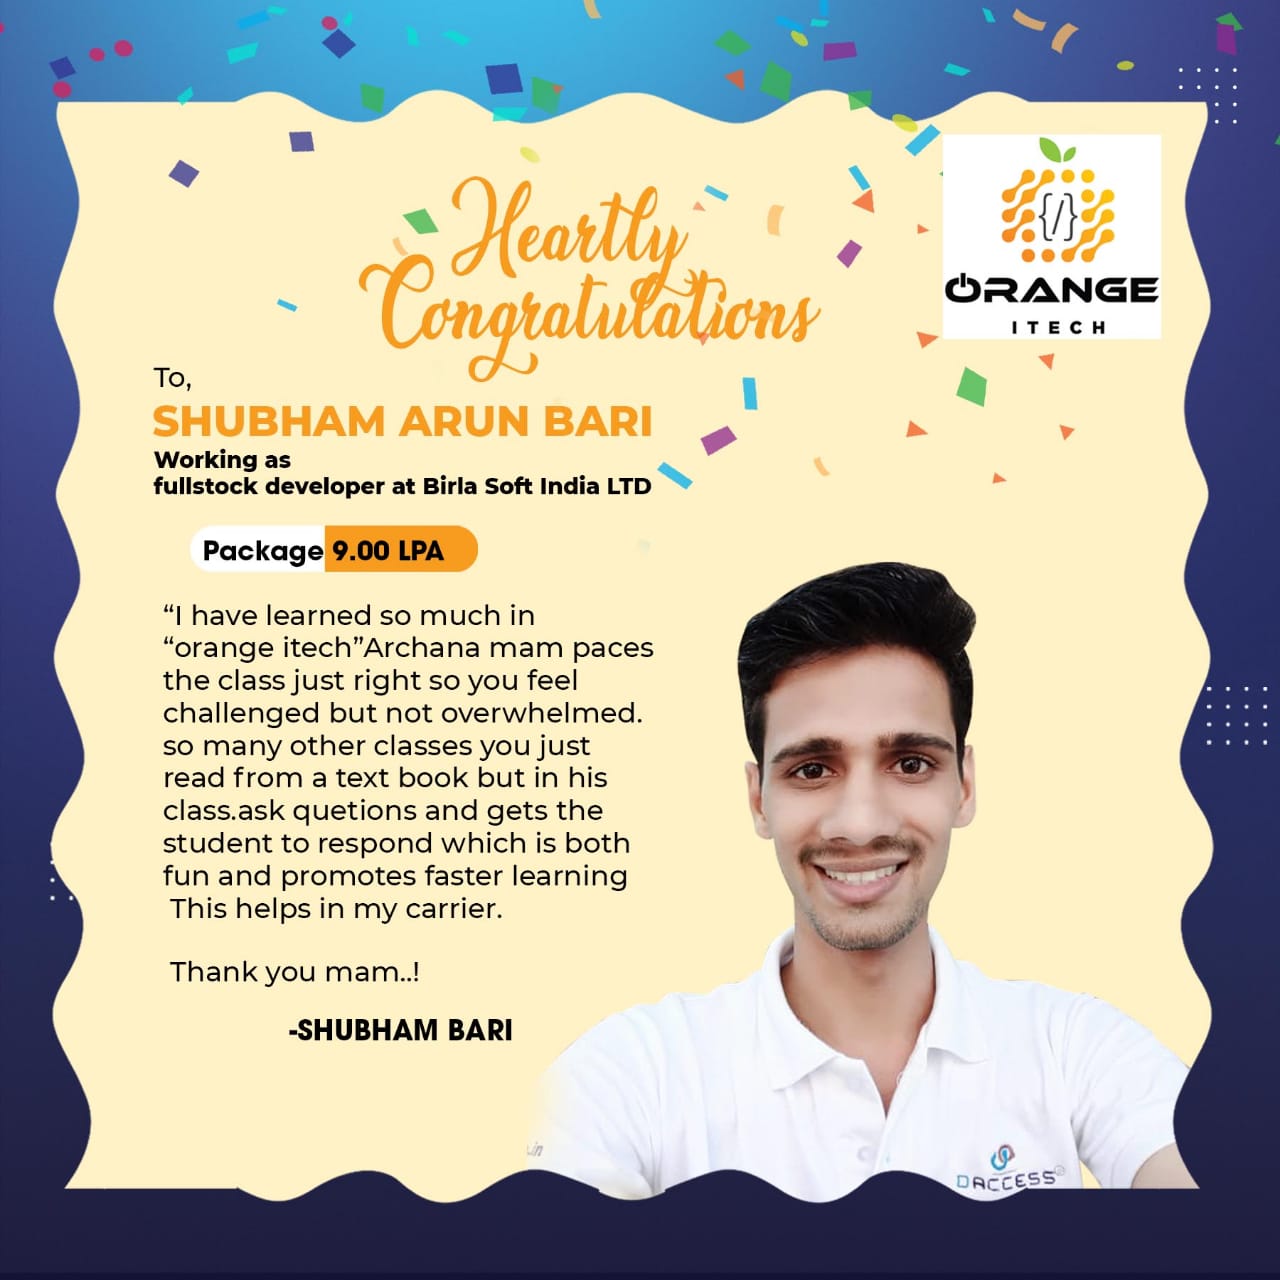 Heartly
Congratulations
ORANGE
ITECH
To,
SHUBHAM ARUN BARI
Working as
fullstock developer at Birla Soft India LTD
Package 9.00 LPA
“I have learned so much in
“orange itech”Archana mam paces
the class just right so you feel
challenged but not overwhelmed.
so many other classes you just
read from a text book but in his
class.ask quetions and gets the
student to respond which is both
fun and promotes faster learning
This helps in my carrier.
Thank you mam..!
-SHUBHAM BARI
.in
DACCESS